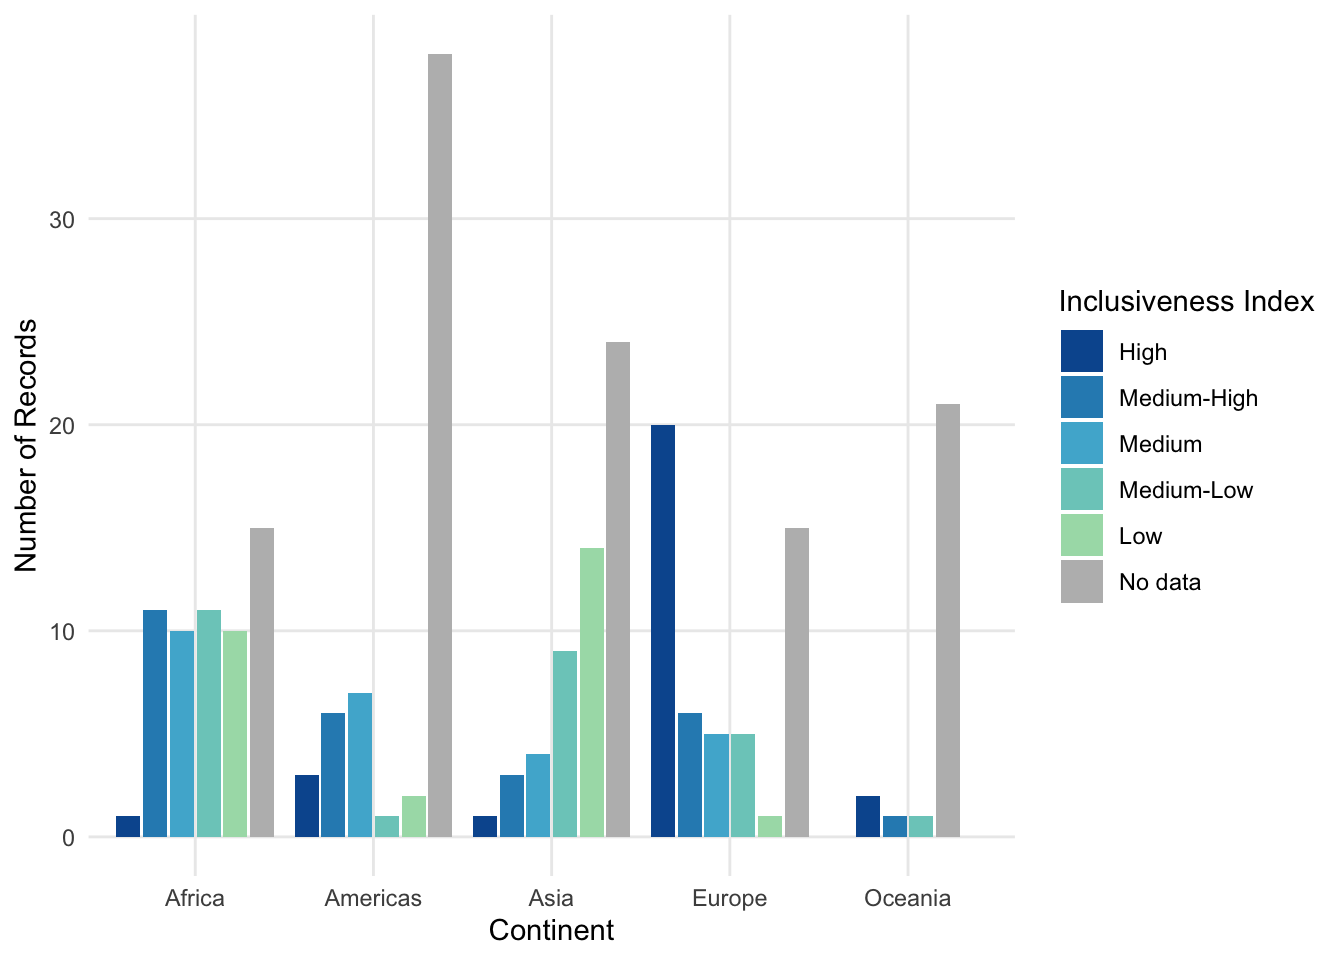 Number of Records
30
20
10
0
Africa
Americas
Asia
Europe
Oceania
Continent
Inclusiveness Index
High
Medium-High
Medium
Medium-Low
Low
No data